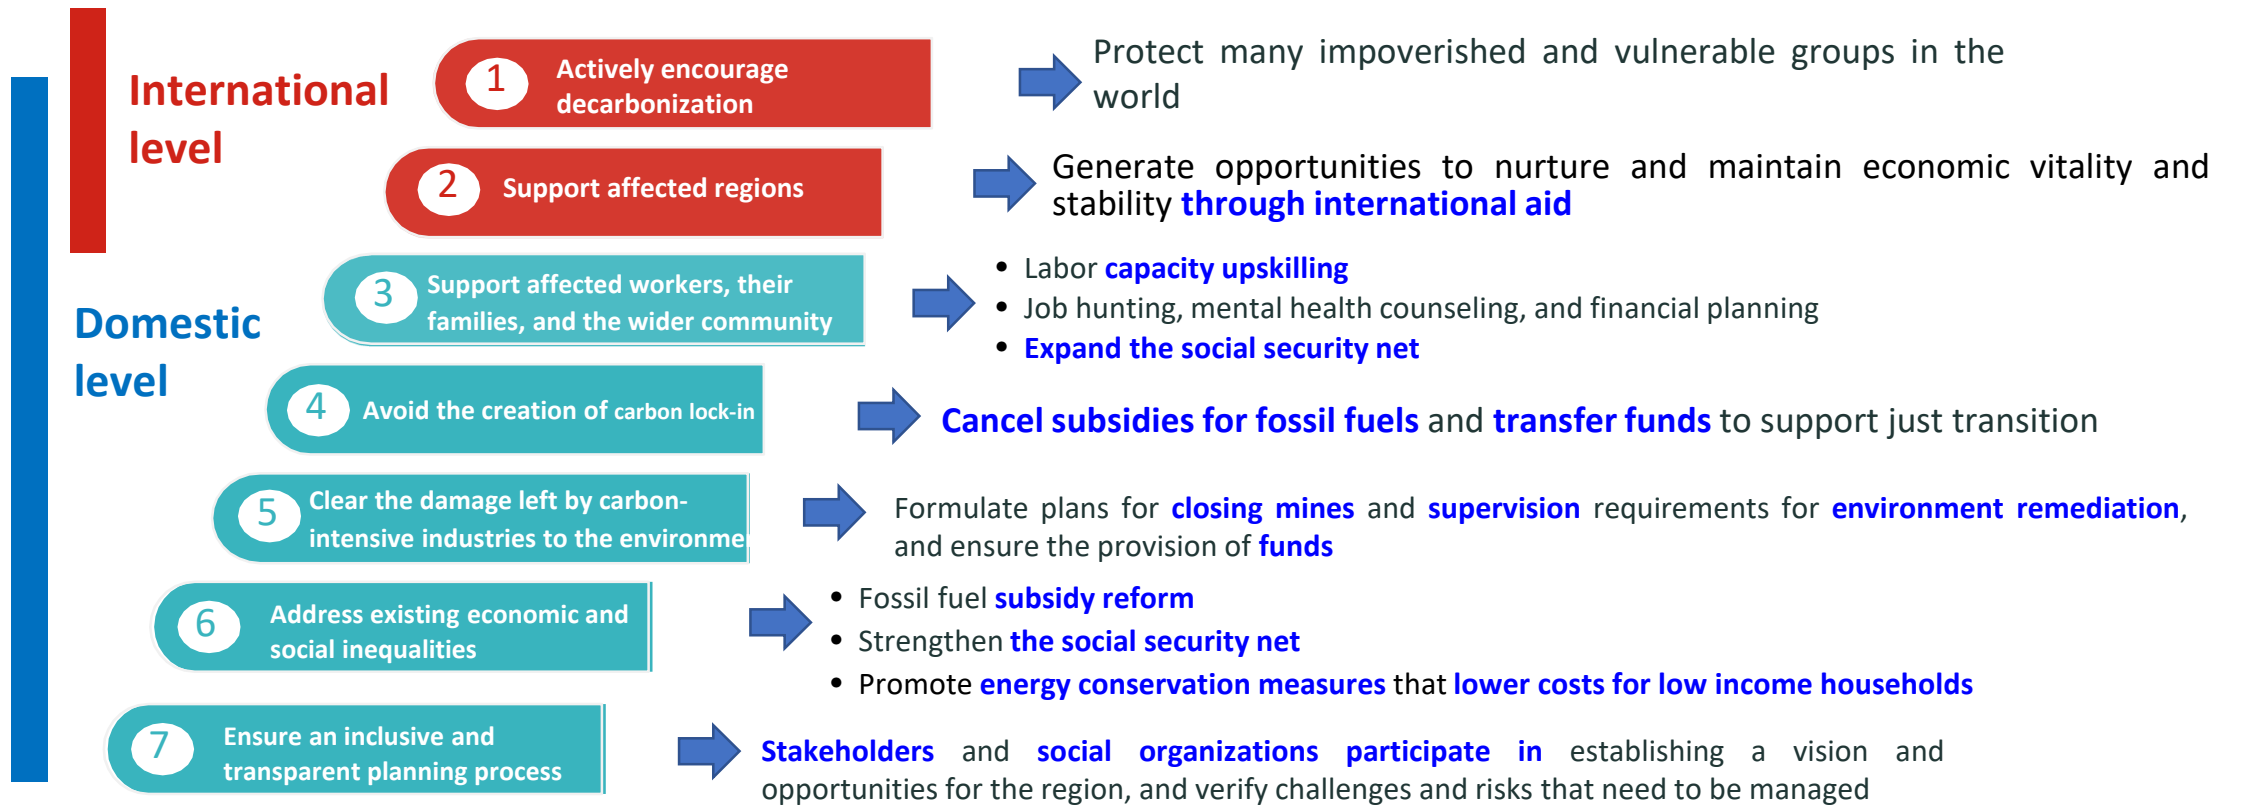 International
level
1
Actively encourage
decarbonization
Protect many impoverished and vulnerable groups in the
world
2
Support affected regions
Generate opportunities to nurture and maintain economic vitality and
stability through international aid
Domestic
level
3
Support affected workers, their
families, and the wider community
• Labor capacity upskilling
• Job hunting, mental health counseling, and financial planning
• Expand the social security net
4
Avoid the creation of carbon lock-in
Cancel subsidies for fossil fuels and transfer funds to support just transition
5
Clear the damage left by carbon-
intensive industries to the environme
Formulate plans for closing mines and supervision requirements for environment remediation,
and ensure the provision of funds
6
Address existing economic and
social inequalities
• Fossil fuel subsidy reform
• Strengthen the social security net
• Promote energy conservation measures that lower costs for low income households
7
Ensure an inclusive and
transparent planning process
Stakeholders and social organizations participate in establishing a vision and
opportunities for the region, and verify challenges and risks that need to be managed